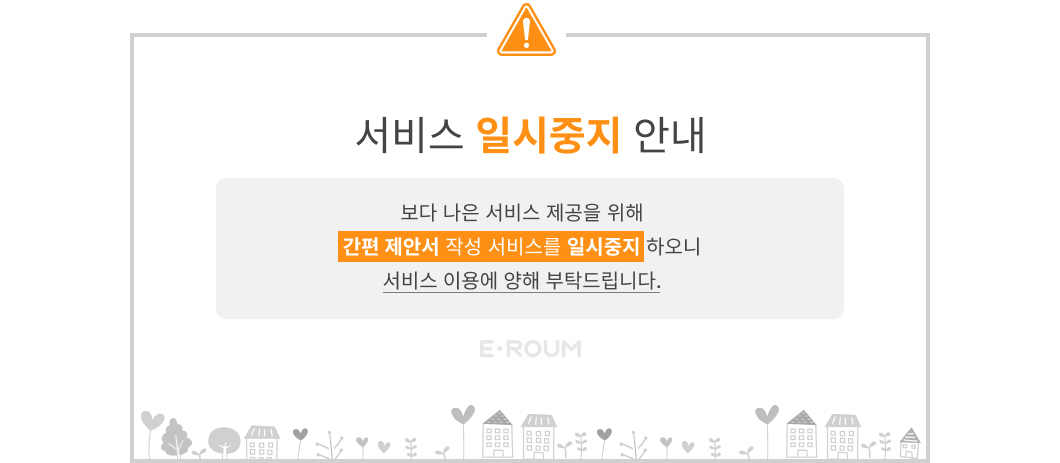 서비스 일시중지 안내
보다 나은 서비스 제공을 위해
간편 제안서 작성 서비스를 일시중지 하오니
서비스 이용에 양해 부탁드립니다.
E·ROUM